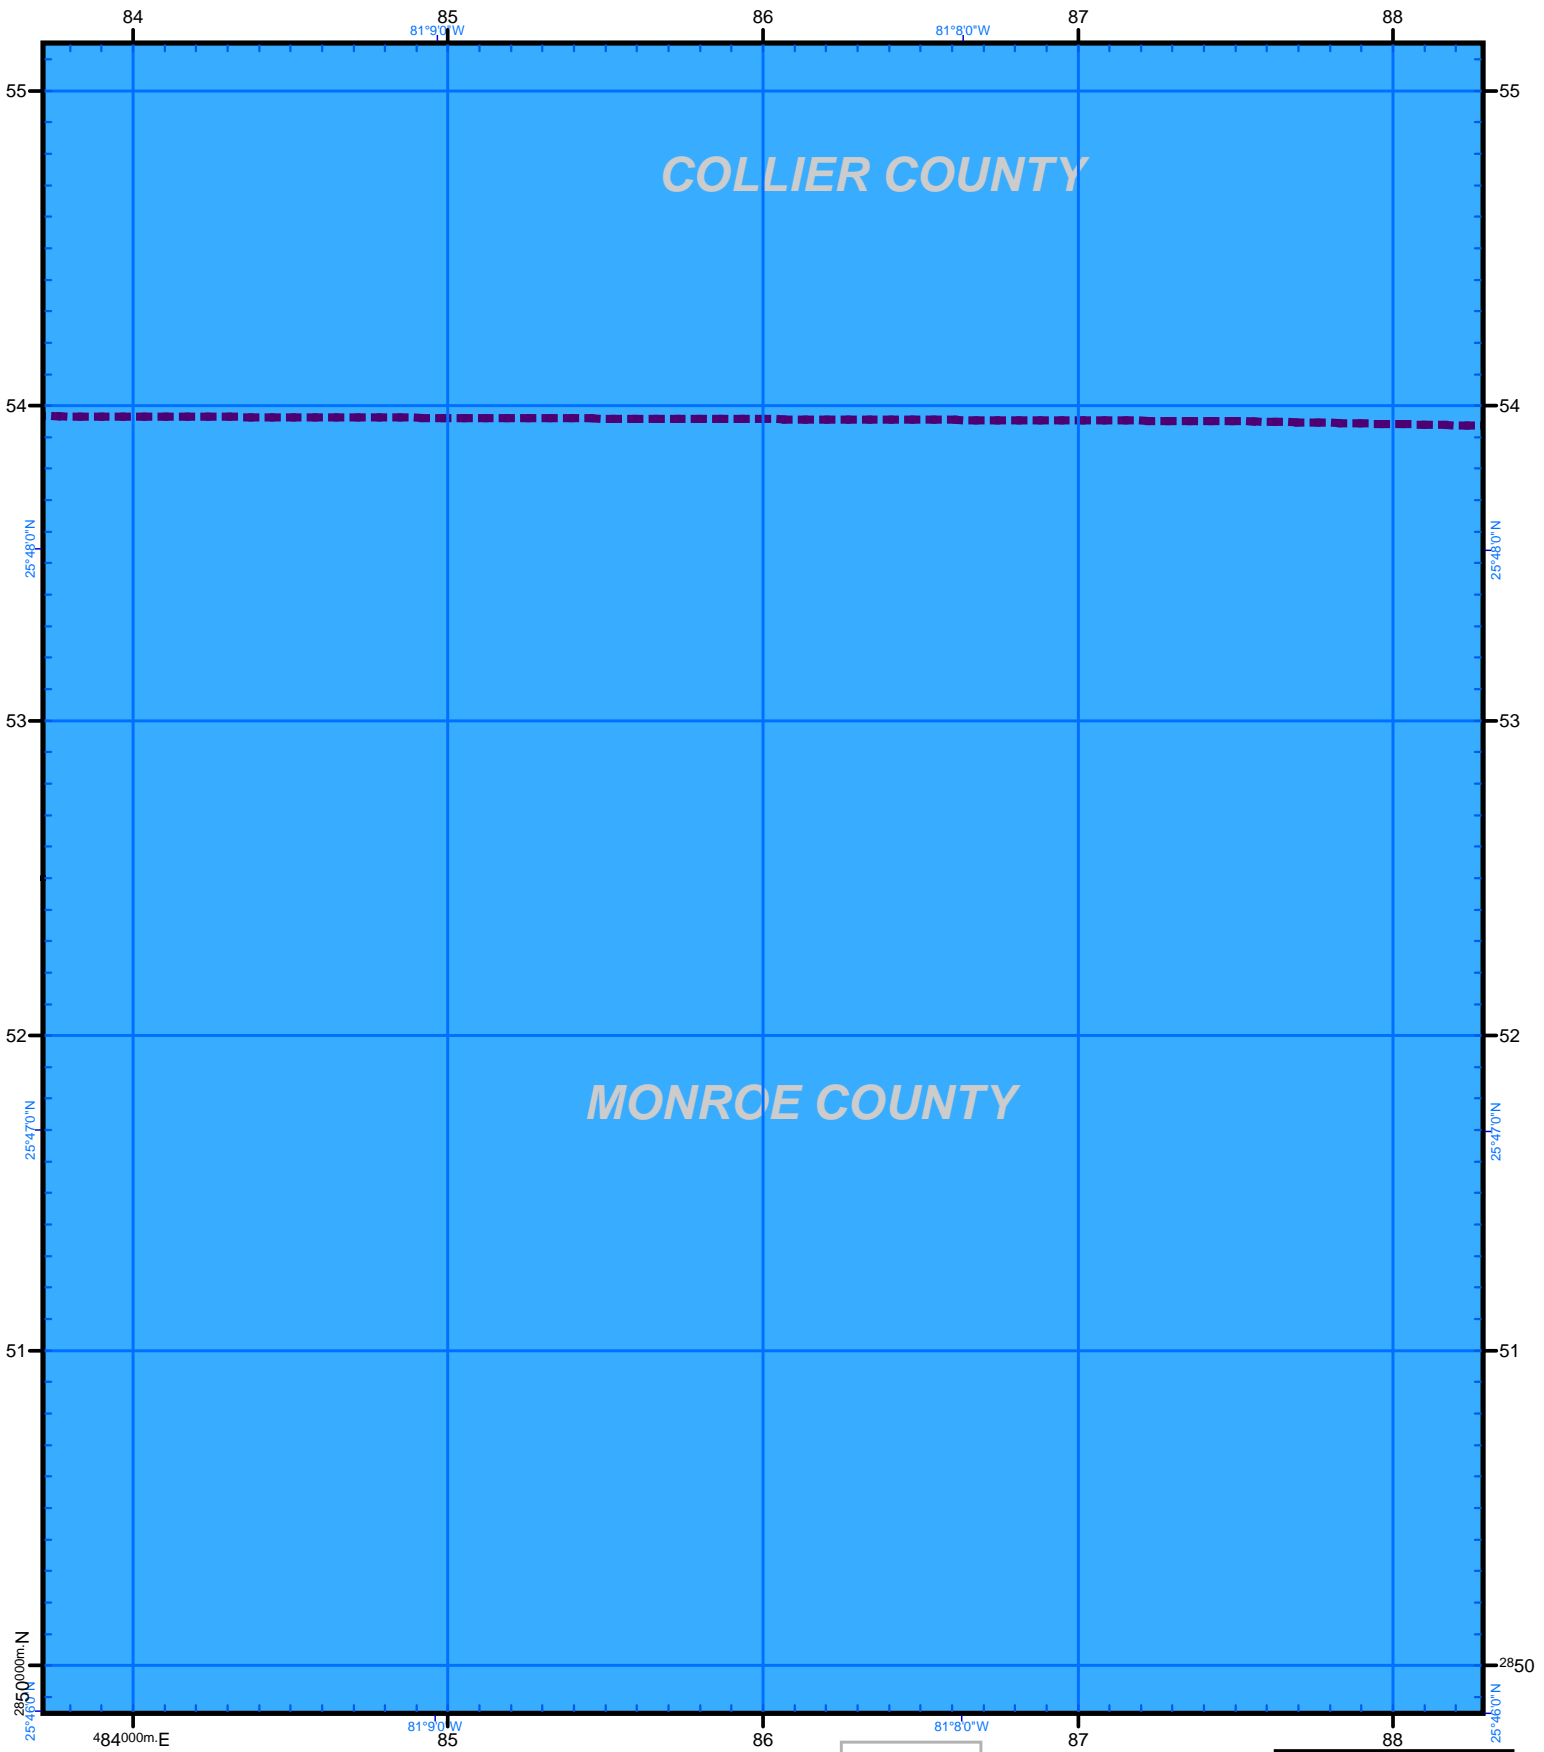 84 85 86 87 88
81°9'0"W 81°8'0"W
55 55
COLLIER COUNTY
54 54
25°48'0"N 25°48'0"N
53 53
52 52
MONROE COUNTY
25°47'0"N 25°47'0"N
51 51
2850000m.N 2850
25°46'0"N 25°46'0"N
81°9'0"W 81°8'0"W
484000m.E 85 86 87 88